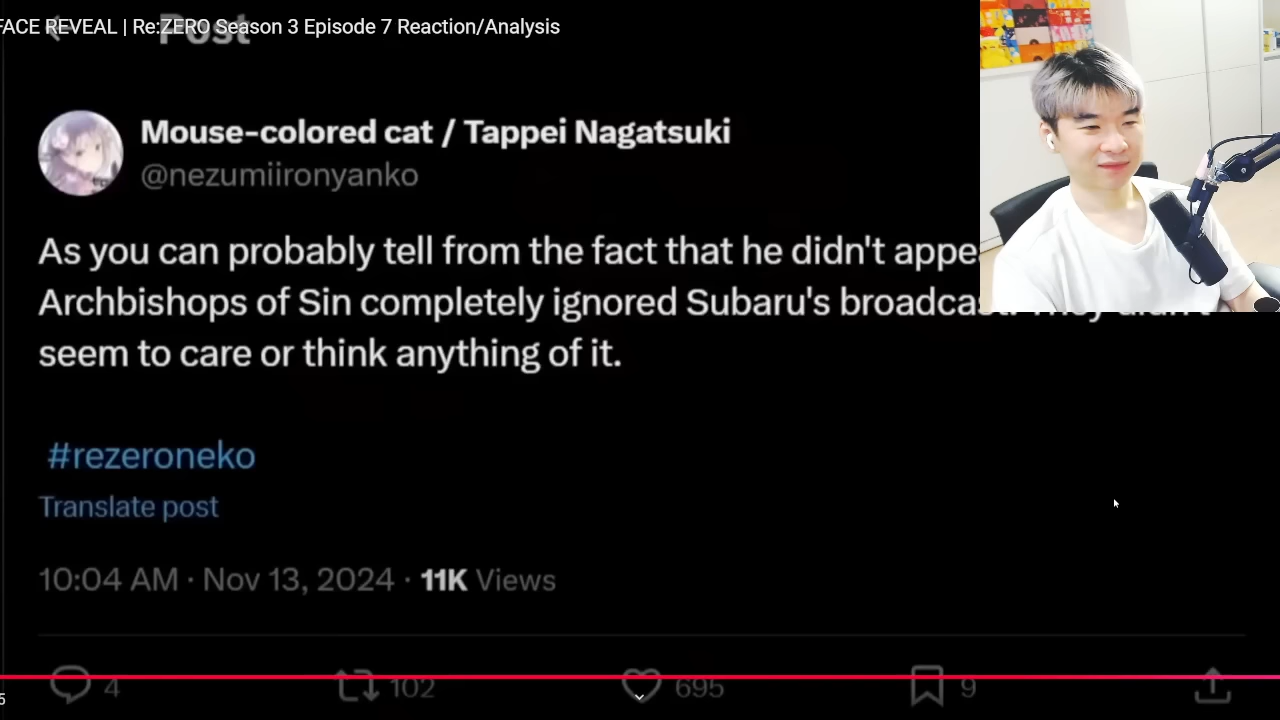 FACE REVEAL | Re:ZERO Season 3 Episode 7 Reaction/Analysis
Post
Mouse-colored cat / Tappei Nagatsuki
@nezumiironyanko
As you can probably tell from the fact that he didn't appe
Archbishops of Sin completely ignored Subaru's broadcas
seem to care or think anything of it.
#rezeroneko
Translate post
10:04 AM · Nov 13, 2024 · 11K Views
4 102 695 9
5